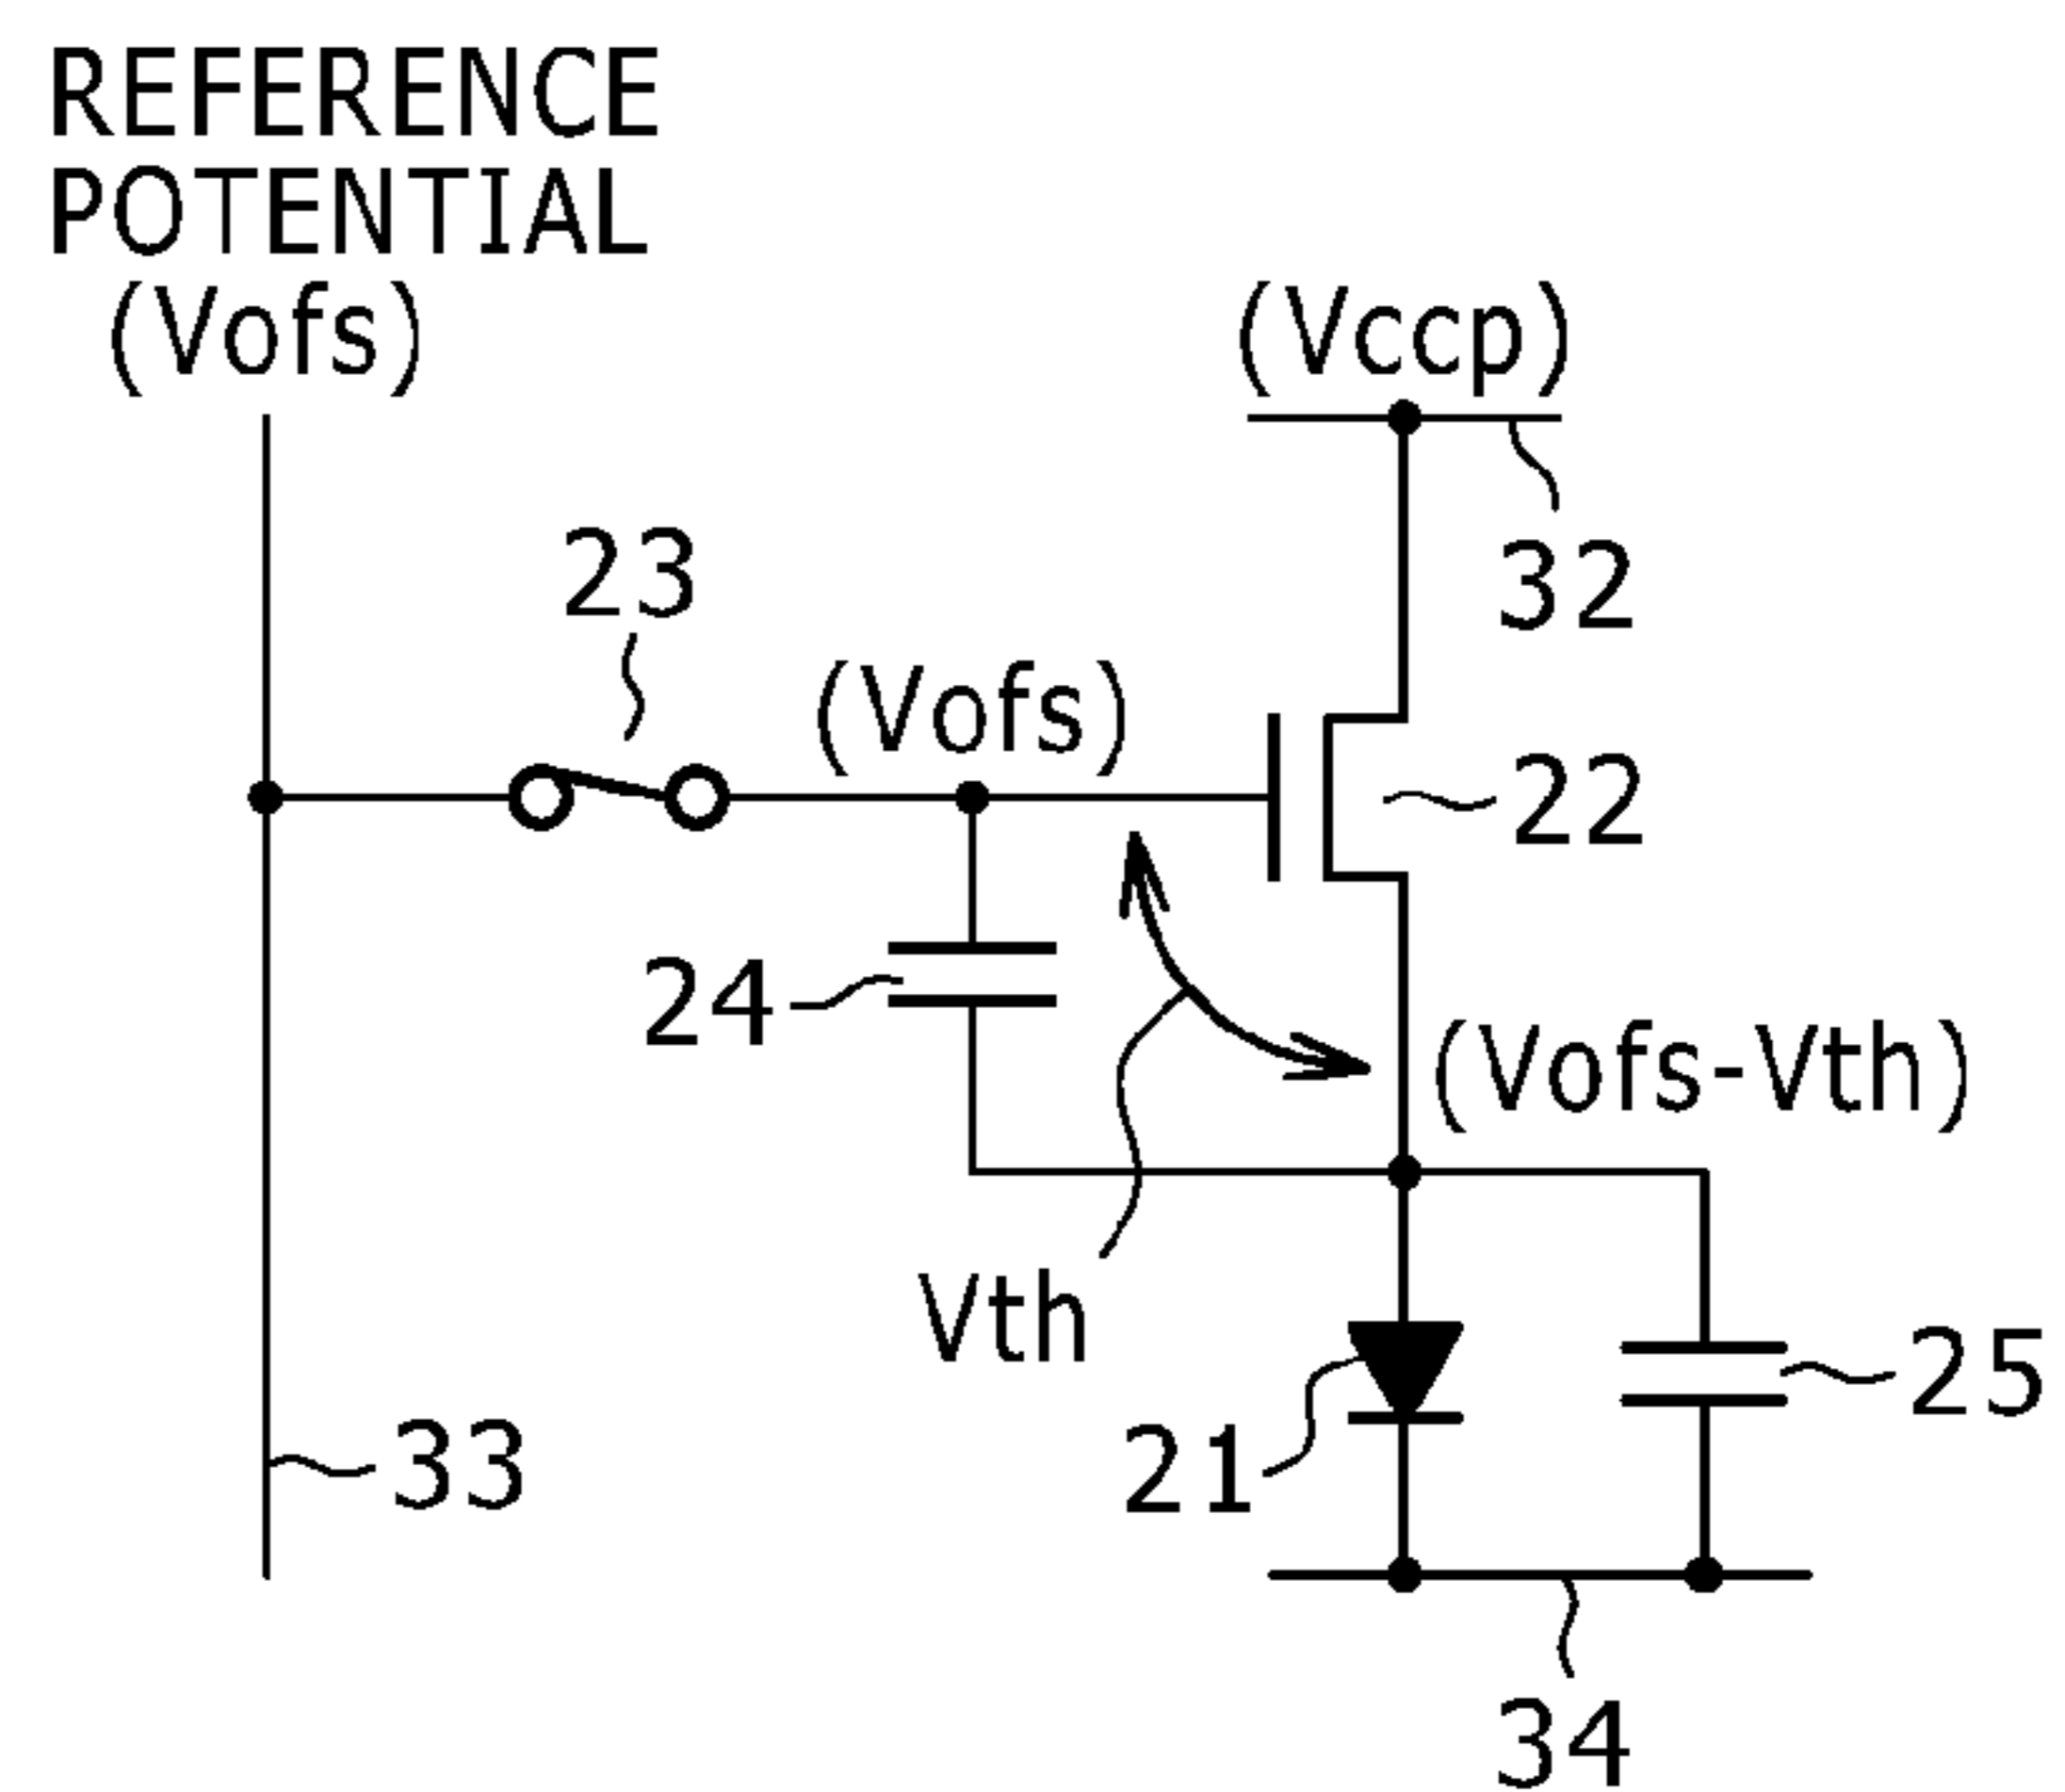 REFERENCE
POTENTIAL
(Vofs)
(Vccp)
32
23
(Vofs)
22
24
(Vofs-Vth)
Vth
25
21
33
34